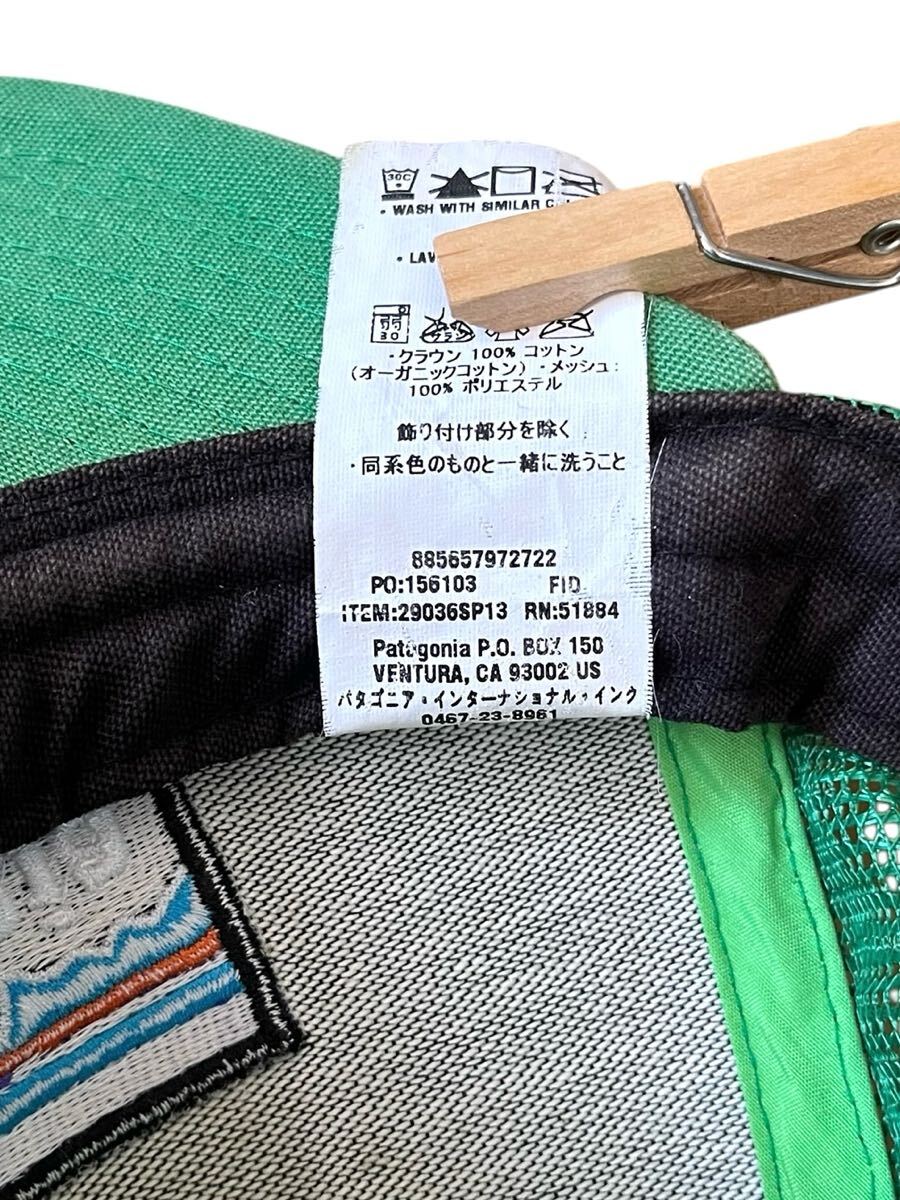 30C
• WASH WITH SIMILAR
• LAV
弱
30
・クラウン 100% コットン
(オーガニックコットン)・メッシュ:
100% ポリエステル
飾り付け部分を除く
・同系色のものと一緒に洗うこと
885657972722
PO:156103 FID
ITEM:29036SP13 RN:51884
Patagonia P.O. BOX 150
VENTURA, CA 93002 US
パタゴニア・インターナショナル・インク
0467-23-8961